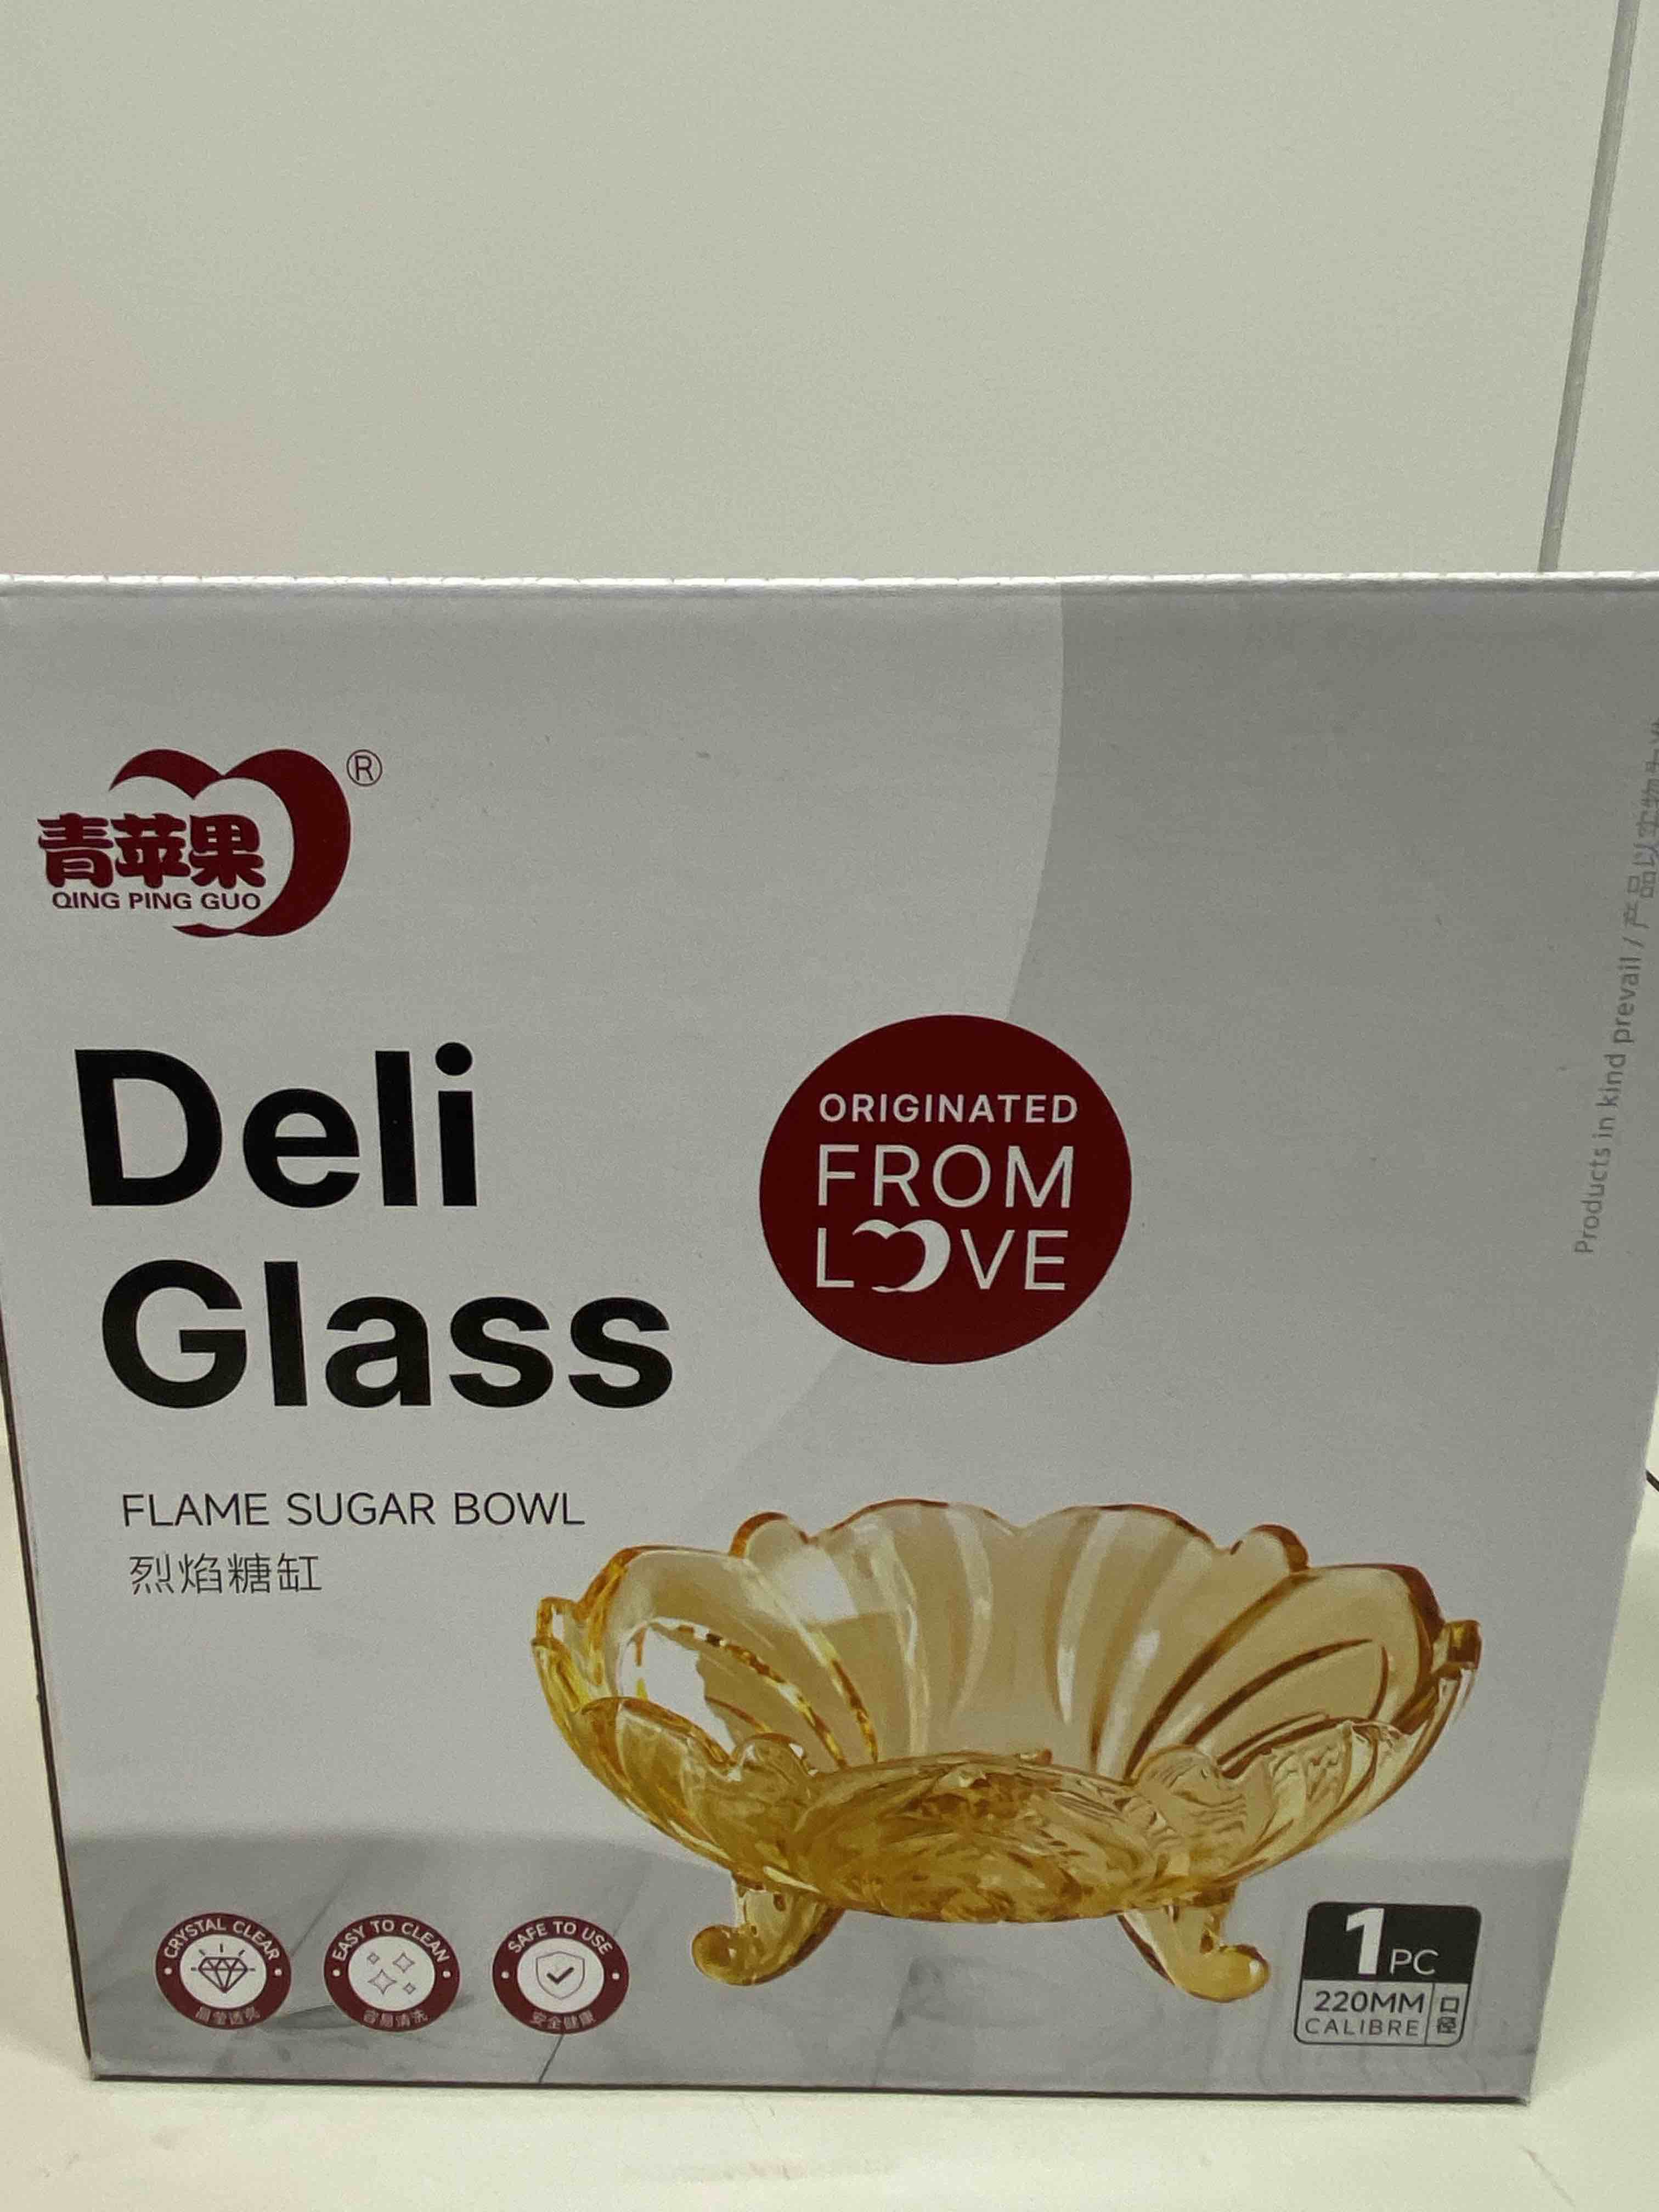 青苹果®
QING PING GUO
Deli
Glass
ORIGINATED
FROM
LOVE
FLAME SUGAR BOWL
烈焰糖缸
CRYSTAL CLEAR
晶莹透亮
EASY TO CLEAN
容易清洗
SAFE TO USE
安全健康
1 PC
220MM
CALIBRE
口径
Products in kind prevail / 产品以实物为准